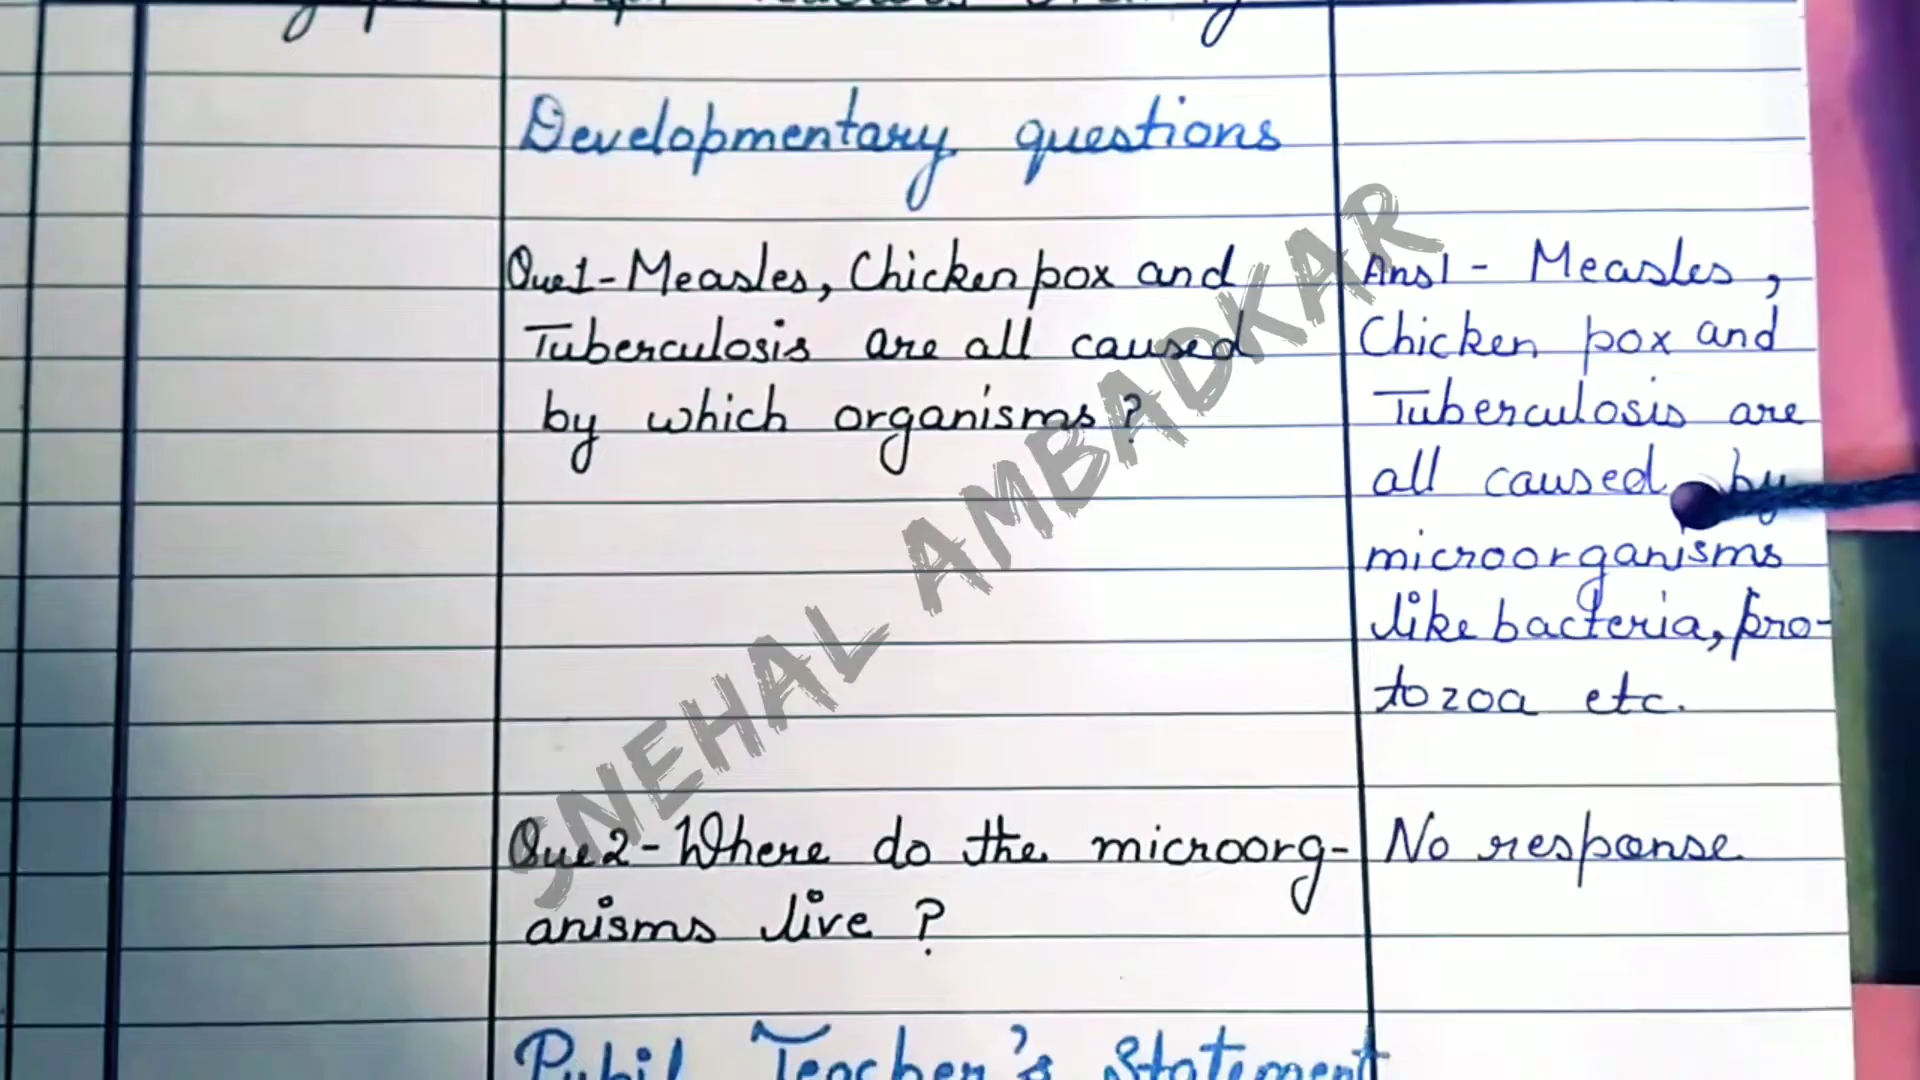 Developmentary questions
Que1-Measles, Chicken pox and
Tuberculosis are all caused
by which organisms?
Ans1 - Measles,
Chicken pox and
Tuberculosis are
all caused by
microorganisms
like bacteria, pro-
tozoa etc.
Que2-Where do the microorg-
anisms live?
No response
Pupil Teacher's Statement
SNEHAL AMBADKAR